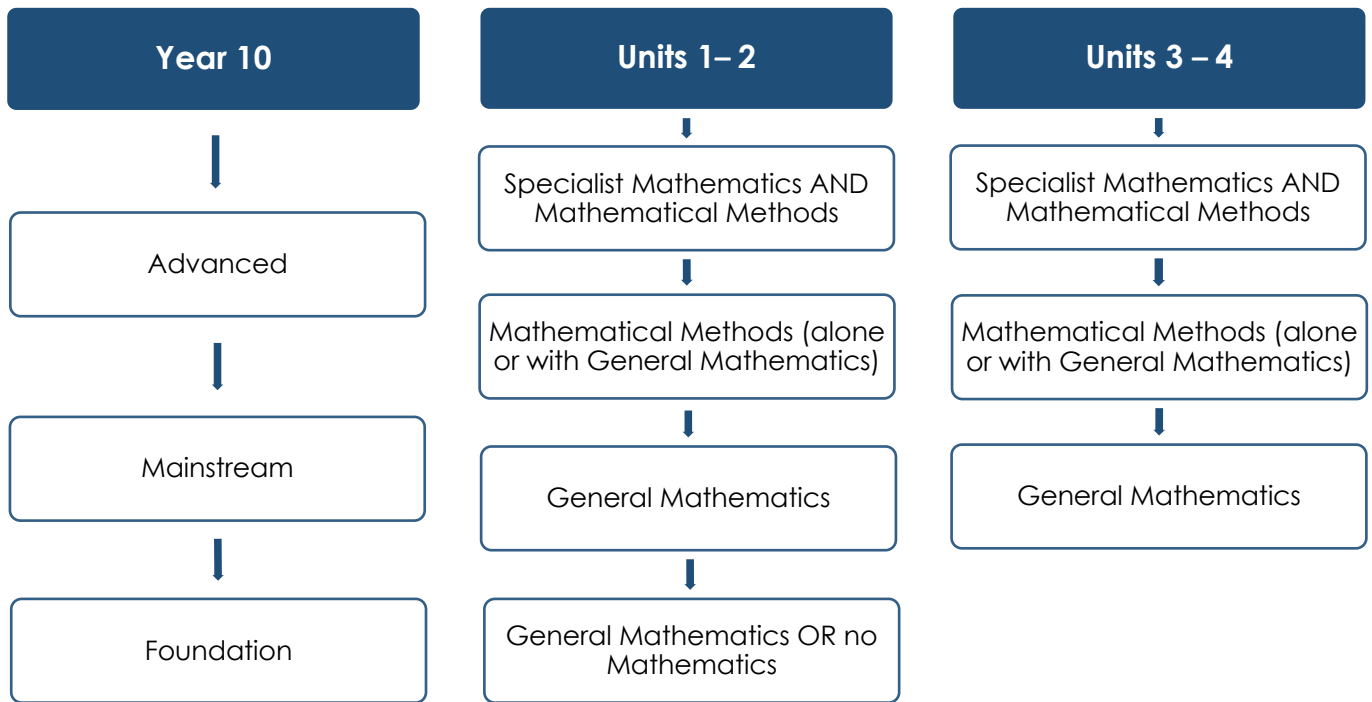 Year 10
Advanced
Mainstream
Foundation
Units 1– 2
Specialist Mathematics AND
Mathematical Methods
Mathematical Methods (alone
or with General Mathematics)
General Mathematics
General Mathematics OR no
Mathematics
Units 3 – 4
Specialist Mathematics AND
Mathematical Methods
Mathematical Methods (alone
or with General Mathematics)
General Mathematics